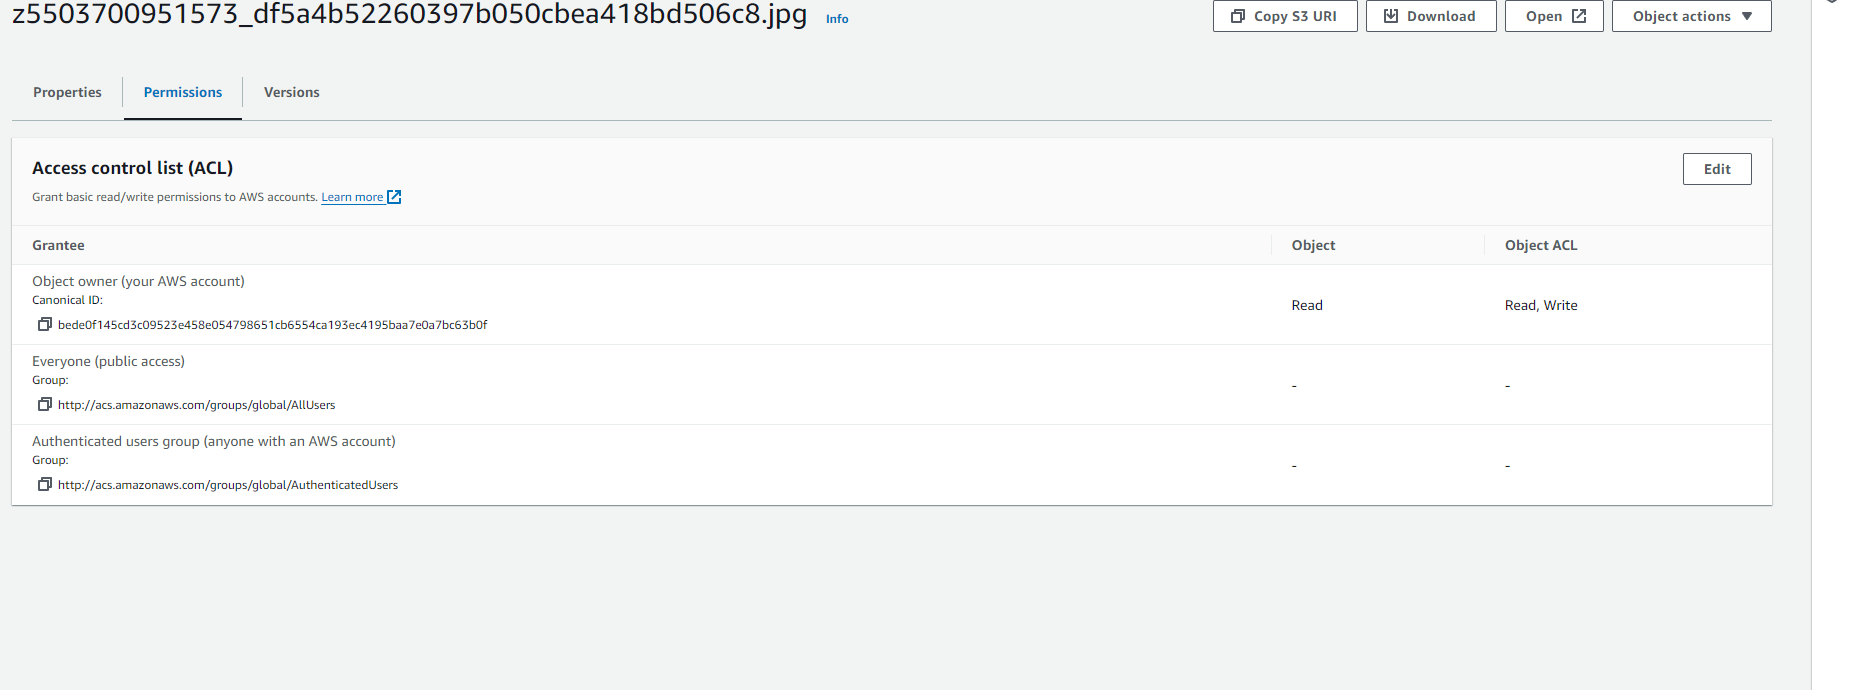 z5503700951573_df5a4b52260397b050cbea418bd506c8.jpg Info
Copy S3 URI Download Open Object actions
Properties Permissions Versions
Access control list (ACL) Edit
Grant basic read/write permissions to AWS accounts. Learn more
Grantee Object Object ACL
Object owner (your AWS account)
Canonical ID:
Read Read, Write
bede0f145cd3c09523e458e054798651cb6554ca193ec4195baa7e0a7bc63b0f
Everyone (public access)
Group:
- -
http://acs.amazonaws.com/groups/global/AllUsers
Authenticated users group (anyone with an AWS account)
Group:
- -
http://acs.amazonaws.com/groups/global/AuthenticatedUsers